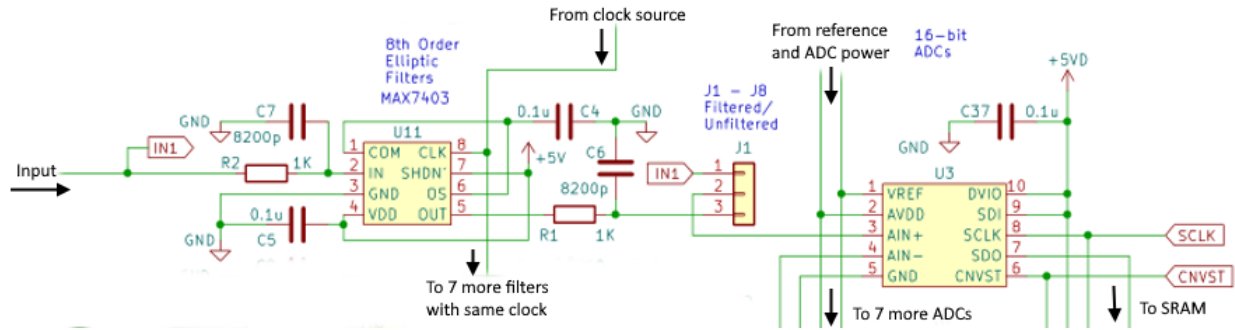 From clock source
From reference
and ADC power
16-bit
ADCs
8th Order
Elliptic
Filters
MAX7403
+5VD
J1 - J8
Filtered/
Unfiltered
C7
GND
8200p
0.1u
C4
GND
C37
0.1u
GND
IN1
U11
+5V
C6
J1
Input
R2
1K
1
COM
CLK
8
2
IN
SHDN'
7
3
GND
OS
6
4
VDD
OUT
5
8200p
IN1
1
2
3
U3
1
VREF
DVIO
10
2
AVDD
SDI
9
3
AIN+
SCLK
8
4
AIN-
SDO
7
5
GND
CNVST
6
0.1u
GND
C5
R1
1K
SCLK
CNVST
To 7 more filters
with same clock
To 7 more ADCs
To SRAM